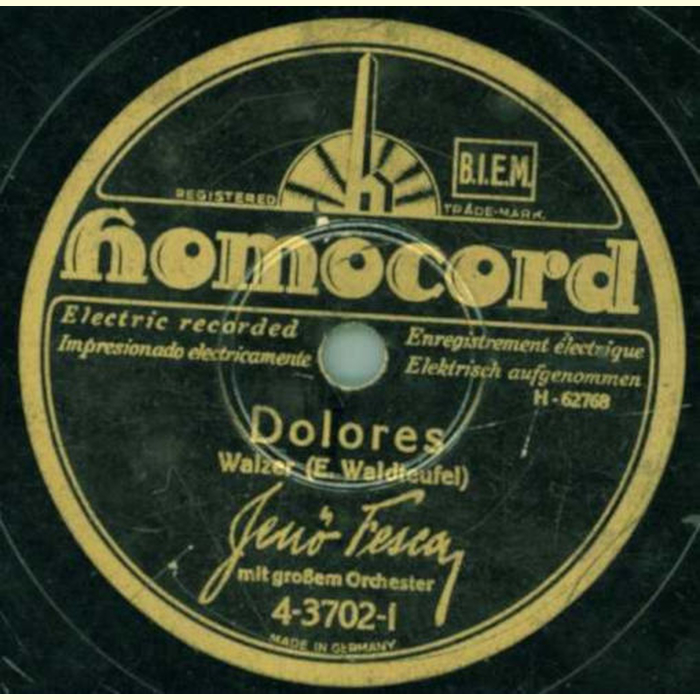 h
B.I.E.M.
REGISTERED TRADE-MARK
homocord
Electric recorded
Impresionado electricamente
Enregistrement électrique
Elektrisch aufgenommen
H-62768
Dolores
Walzer (E. Waldteufel)
Jenö Fesca
mit großem Orchester
4-3702-I
MADE IN GERMANY